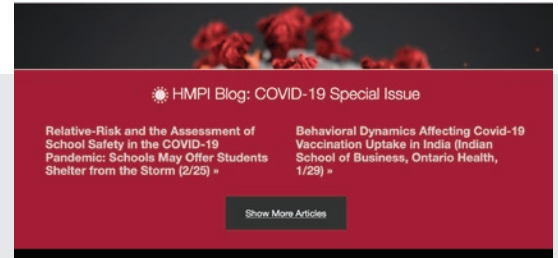 HMPI Blog: COVID-19 Special Issue
Relative-Risk and the Assessment of
School Safety in the COVID-19
Pandemic: Schools May Offer Students
Shelter from the Storm (2/25) »
Behavioral Dynamics Affecting Covid-19
Vaccination Uptake in India (Indian
School of Business, Ontario Health,
1/29) »
Show More Articles